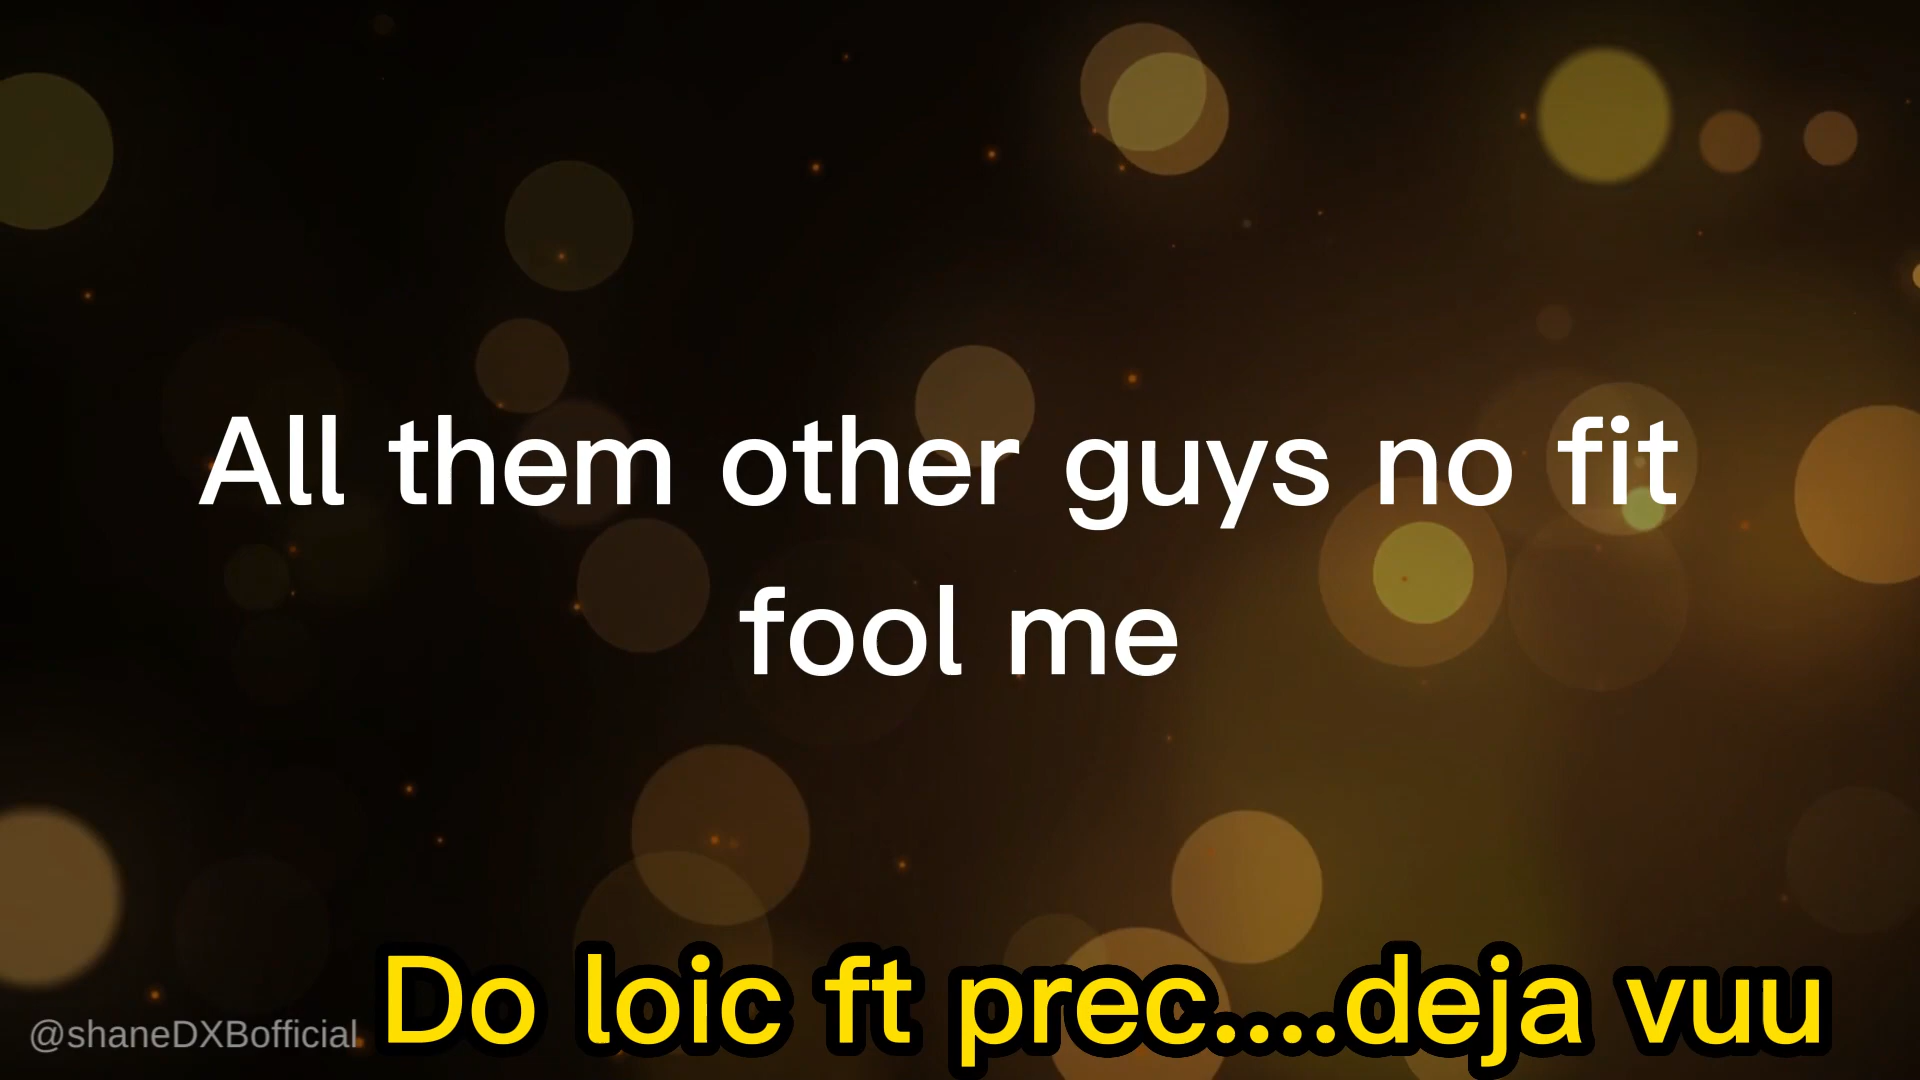 All them other guys no fit
fool me
Do loic ft prec....deja vuu
@shaneDXBofficial